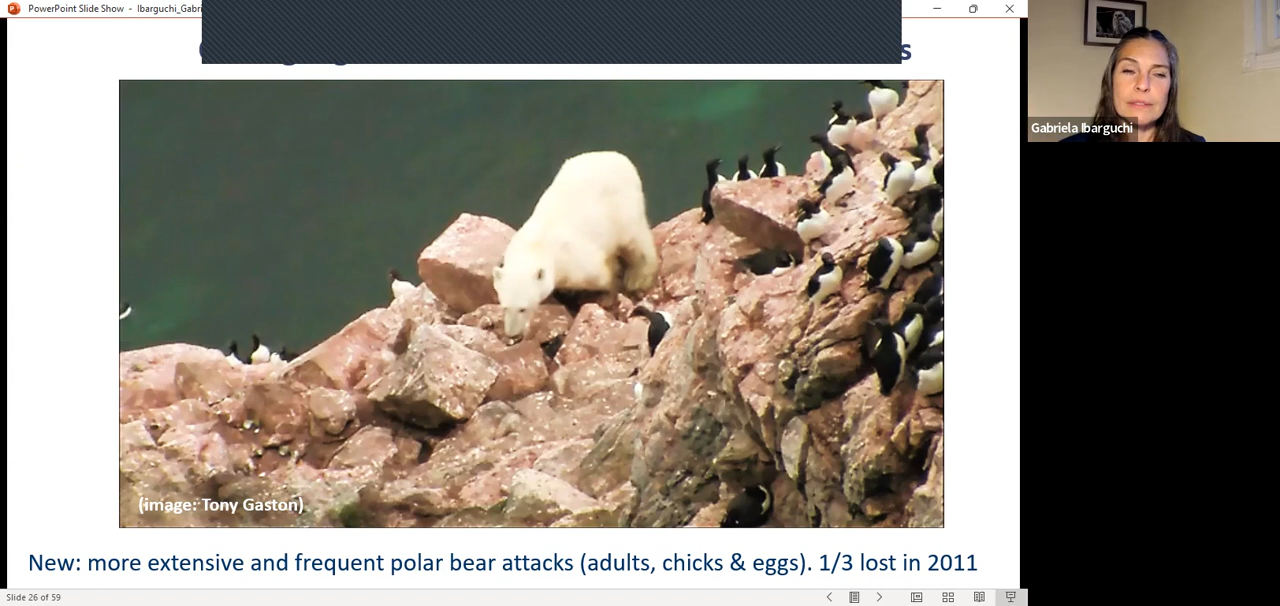 PowerPoint Slide Show - Ibarguchi_Gabri
Gabriela Ibarguchi
(image: Tony Gaston)
New: more extensive and frequent polar bear attacks (adults, chicks & eggs). 1/3 lost in 2011
Slide 26 of 59